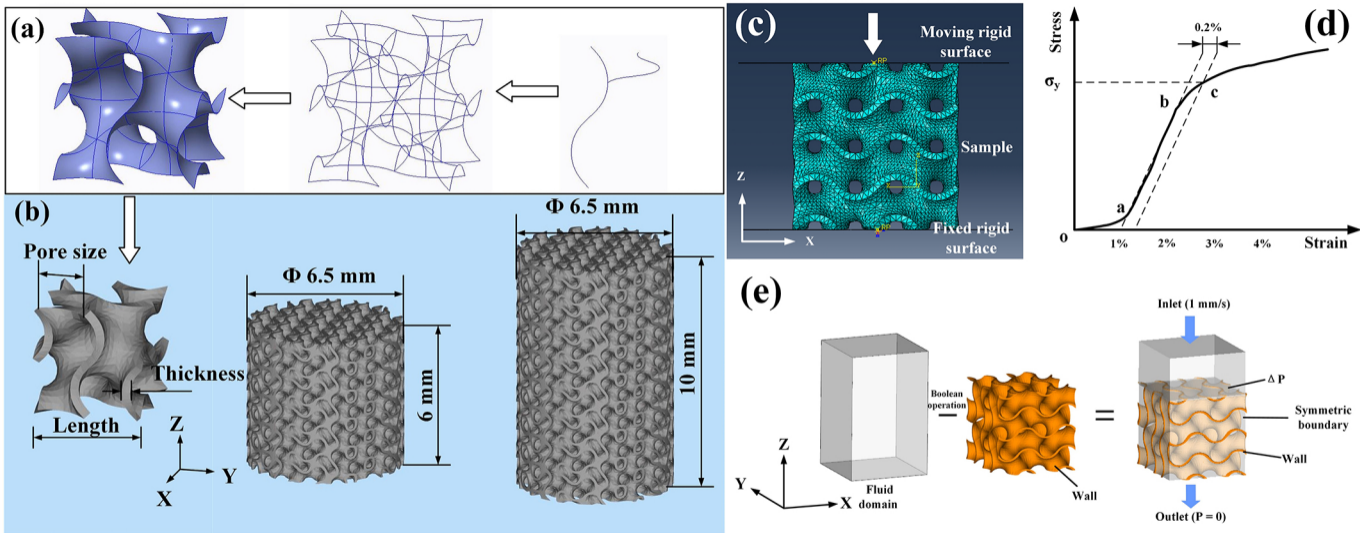 (a)
(b)
Pore size
Thickness
Length
Z
Y
X
Φ 6.5 mm
6 mm
Φ 6.5 mm
10 mm
(c)
Moving rigid
surface
RP
Sample
Z
X
Fixed rigid
surface
RP
(d)
Stress
0.2%
σy
b
c
a
0
1%
2%
3%
4%
Strain
(e)
Inlet (1 mm/s)
Δ P
Boolean
operation
Symmetric
boundary
Wall
Z
Y
X
Fluid
domain
Wall
Outlet (P = 0)